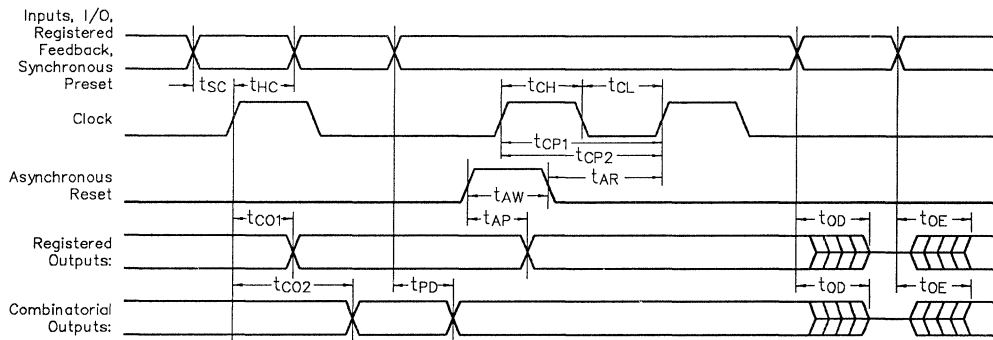 Inputs, I/O,
Registered
Feedback,
Synchronous
Preset
tSC tHC tCH tCL
Clock
tCP1
tCP2
tAR
Asynchronous
Reset
tAW
tCO1 tAP tOD tOE
Registered
Outputs:
tCO2 tPD tOD tOE
Combinatorial
Outputs: